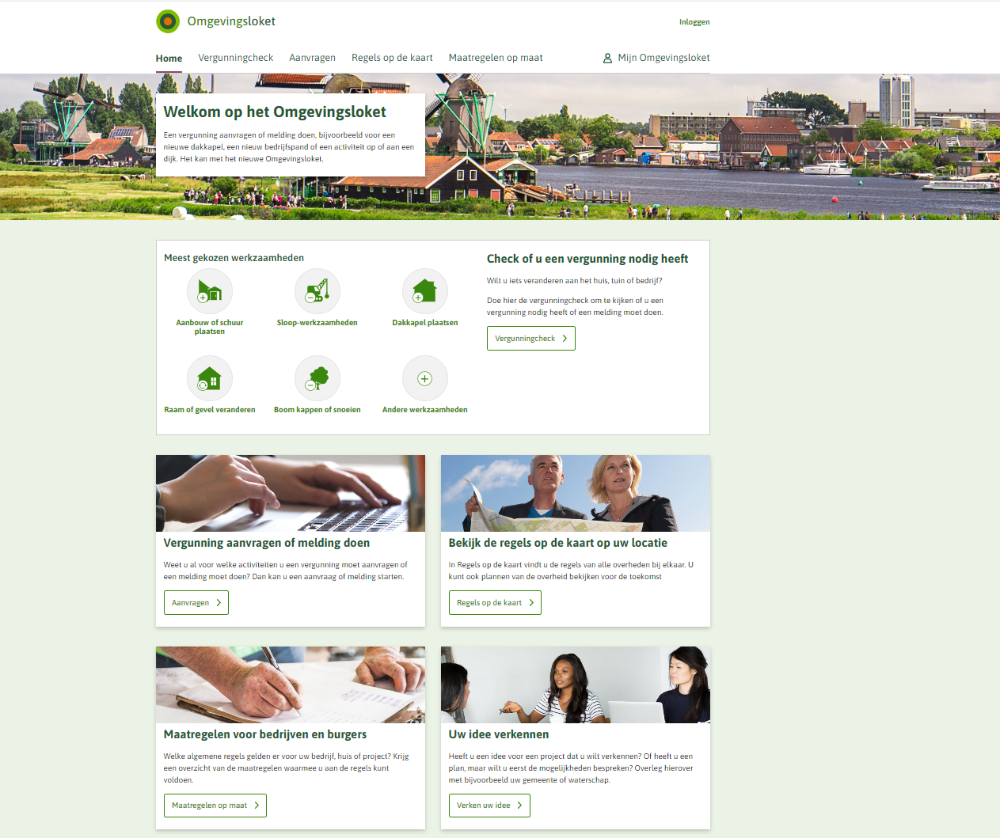 Omgevingsloket
Inloggen
Home
Vergunningcheck
Aanvragen
Regels op de kaart
Maatregelen op maat
Mijn Omgevingsloket
Welkom op het Omgevingsloket
Een vergunning aanvragen of melding doen, bijvoorbeeld voor een
nieuwe dakkapel, een nieuw bedrijfspand of een activiteit op of aan een
dijk. Het kan met het nieuwe Omgevingsloket.
Meest gekozen werkzaamheden
Aanbouw of schuur
plaatsen
Sloop-werkzaamheden
Dakkapel plaatsen
Raam of gevel veranderen
Boom kappen of snoeien
Andere werkzaamheden
Check of u een vergunning nodig heeft
Wilt u iets veranderen aan het huis, tuin of bedrijf?
Doe hier de vergunningcheck om te kijken of u een
vergunning nodig heeft of een melding moet doen.
Vergunningcheck
Vergunning aanvragen of melding doen
Weet u al voor welke activiteiten u een vergunning moet aanvragen of
een melding moet doen? Dan kan u een aanvraag of melding starten.
Aanvragen
Bekijk de regels op de kaart op uw locatie
In Regels op de kaart vindt u de regels van alle overheden bij elkaar. U
kunt ook plannen van de overheid bekijken voor de toekomst
Regels op de kaart
Maatregelen voor bedrijven en burgers
Welke algemene regels gelden er voor uw bedrijf, huis of project? Krijg
een overzicht van de maatregelen waarmee u aan de regels kunt
voldoen.
Maatregelen op maat
Uw idee verkennen
Heeft u een idee voor een project dat u wilt verkennen? Of heeft u een
plan, maar wilt u eerst de mogelijkheden bespreken? Overleg hierover
met bijvoorbeeld uw gemeente of waterschap.
Verken uw idee